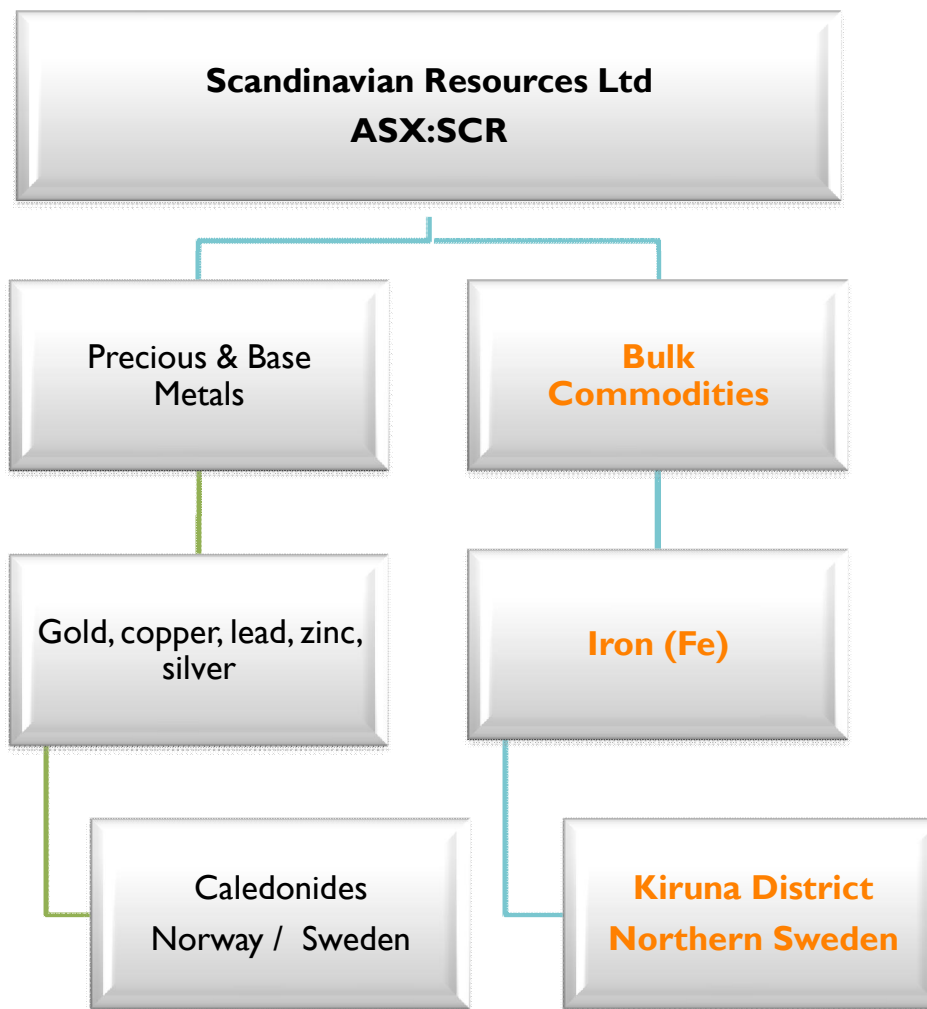 Scandinavian Resources Ltd
ASX:SCR
Precious & Base
Metals
Bulk
Commodities
Gold, copper, lead, zinc,
silver
Iron (Fe)
Caledonides
Norway / Sweden
Kiruna District
Northern Sweden